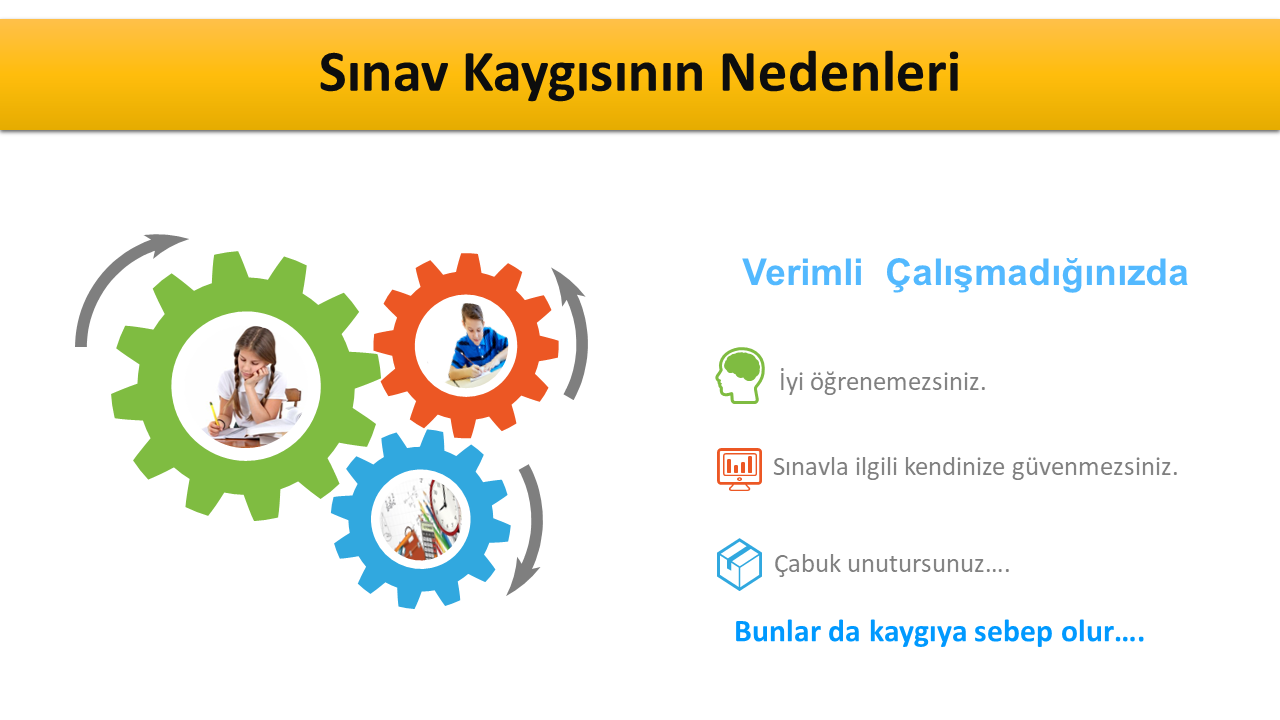 Sınav Kaygısının Nedenleri
Verimli Çalışmadığınızda
İyi öğrenemezsiniz.
Sınavla ilgili kendinize güvenmezsiniz.
Çabuk unutursunuz....
Bunlar da kaygıya sebep olur....